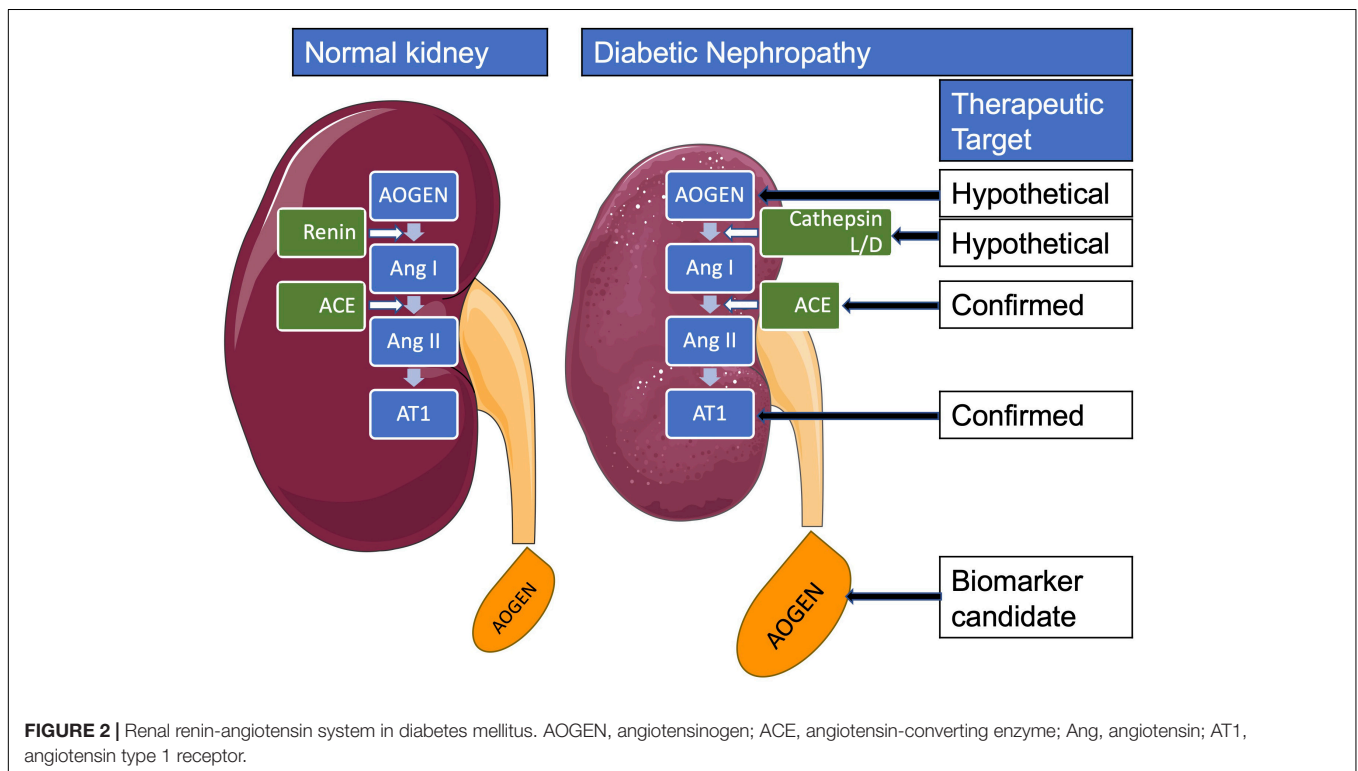 Normal kidney
Diabetic Nephropathy
Therapeutic
Target
AOGEN
Renin
Ang I
ACE
Ang II
AT1
AOGEN
AOGEN
Cathepsin
L/D
Ang I
ACE
Ang II
AT1
AOGEN
Hypothetical
Hypothetical
Confirmed
Confirmed
Biomarker
candidate
FIGURE 2 | Renal renin-angiotensin system in diabetes mellitus. AOGEN, angiotensinogen; ACE, angiotensin-converting enzyme; Ang, angiotensin; AT1,
angiotensin type 1 receptor.